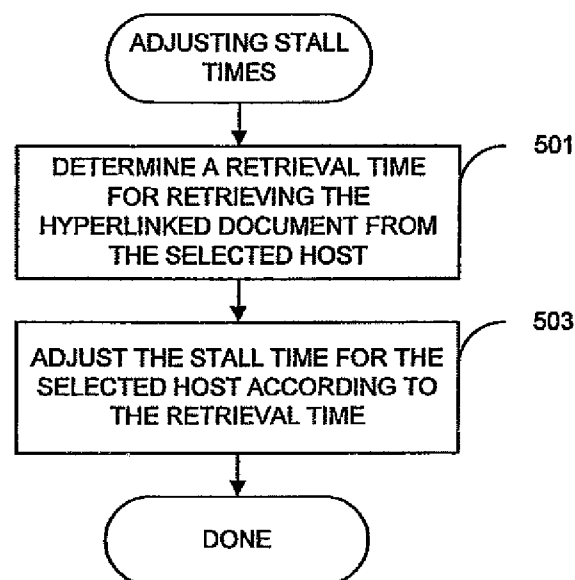 ADJUSTING STALL
TIMES
501
DETERMINE A RETRIEVAL TIME
FOR RETRIEVING THE
HYPERLINKED DOCUMENT FROM
THE SELECTED HOST
503
ADJUST THE STALL TIME FOR THE
SELECTED HOST ACCORDING TO
THE RETRIEVAL TIME
DONE